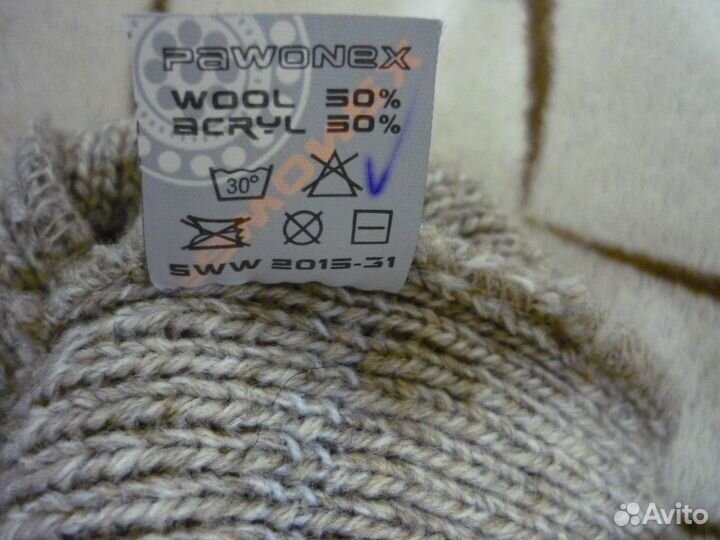 PAWONEX
WOOL 50%
ACRYL 50%
30°
SWW 2015-31
Avito